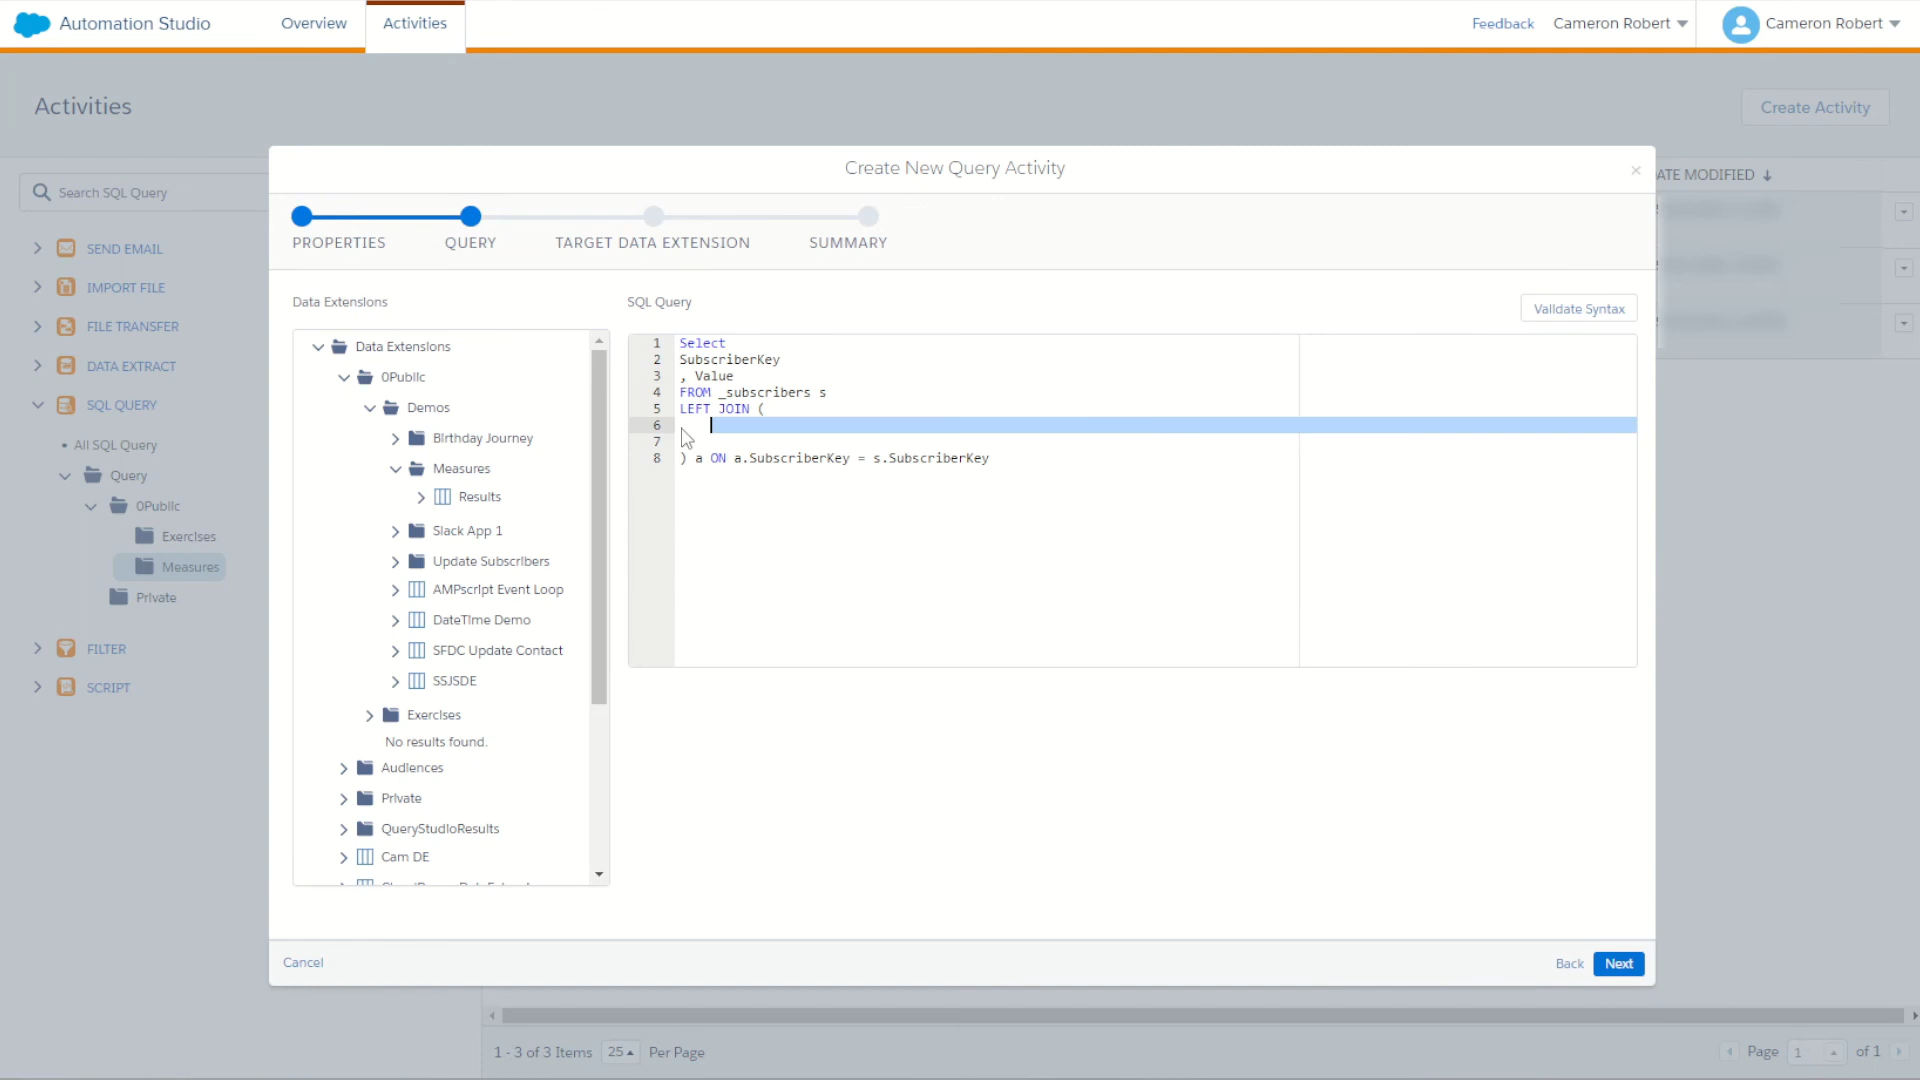 Automation Studio
Overview
Activities
Feedback
Cameron Robert
Cameron Robert
Activities
Create Activity
Search SQL Query
ATE MODIFIED
SEND EMAIL
IMPORT FILE
FILE TRANSFER
DATA EXTRACT
SQL QUERY
All SQL Query
Query
0Public
Exercises
Measures
Private
FILTER
SCRIPT
Create New Query Activity
PROPERTIES
QUERY
TARGET DATA EXTENSION
SUMMARY
Data Extensions
Data Extensions
0Public
Demos
Birthday Journey
Measures
Results
Slack App 1
Update Subscribers
AMPscript Event Loop
DateTime Demo
SFDC Update Contact
SSJSDE
Exercises
No results found.
Audiences
Private
QueryStudioResults
Cam DE
SQL Query
Validate Syntax
1 Select
2 SubscriberKey
3 , Value
4 FROM _subscribers s
5 LEFT JOIN (
6
7
8 ) a ON a.SubscriberKey = s.SubscriberKey
Cancel
Back
Next
1 - 3 of 3 Items 25 Per Page
Page 1 of 1